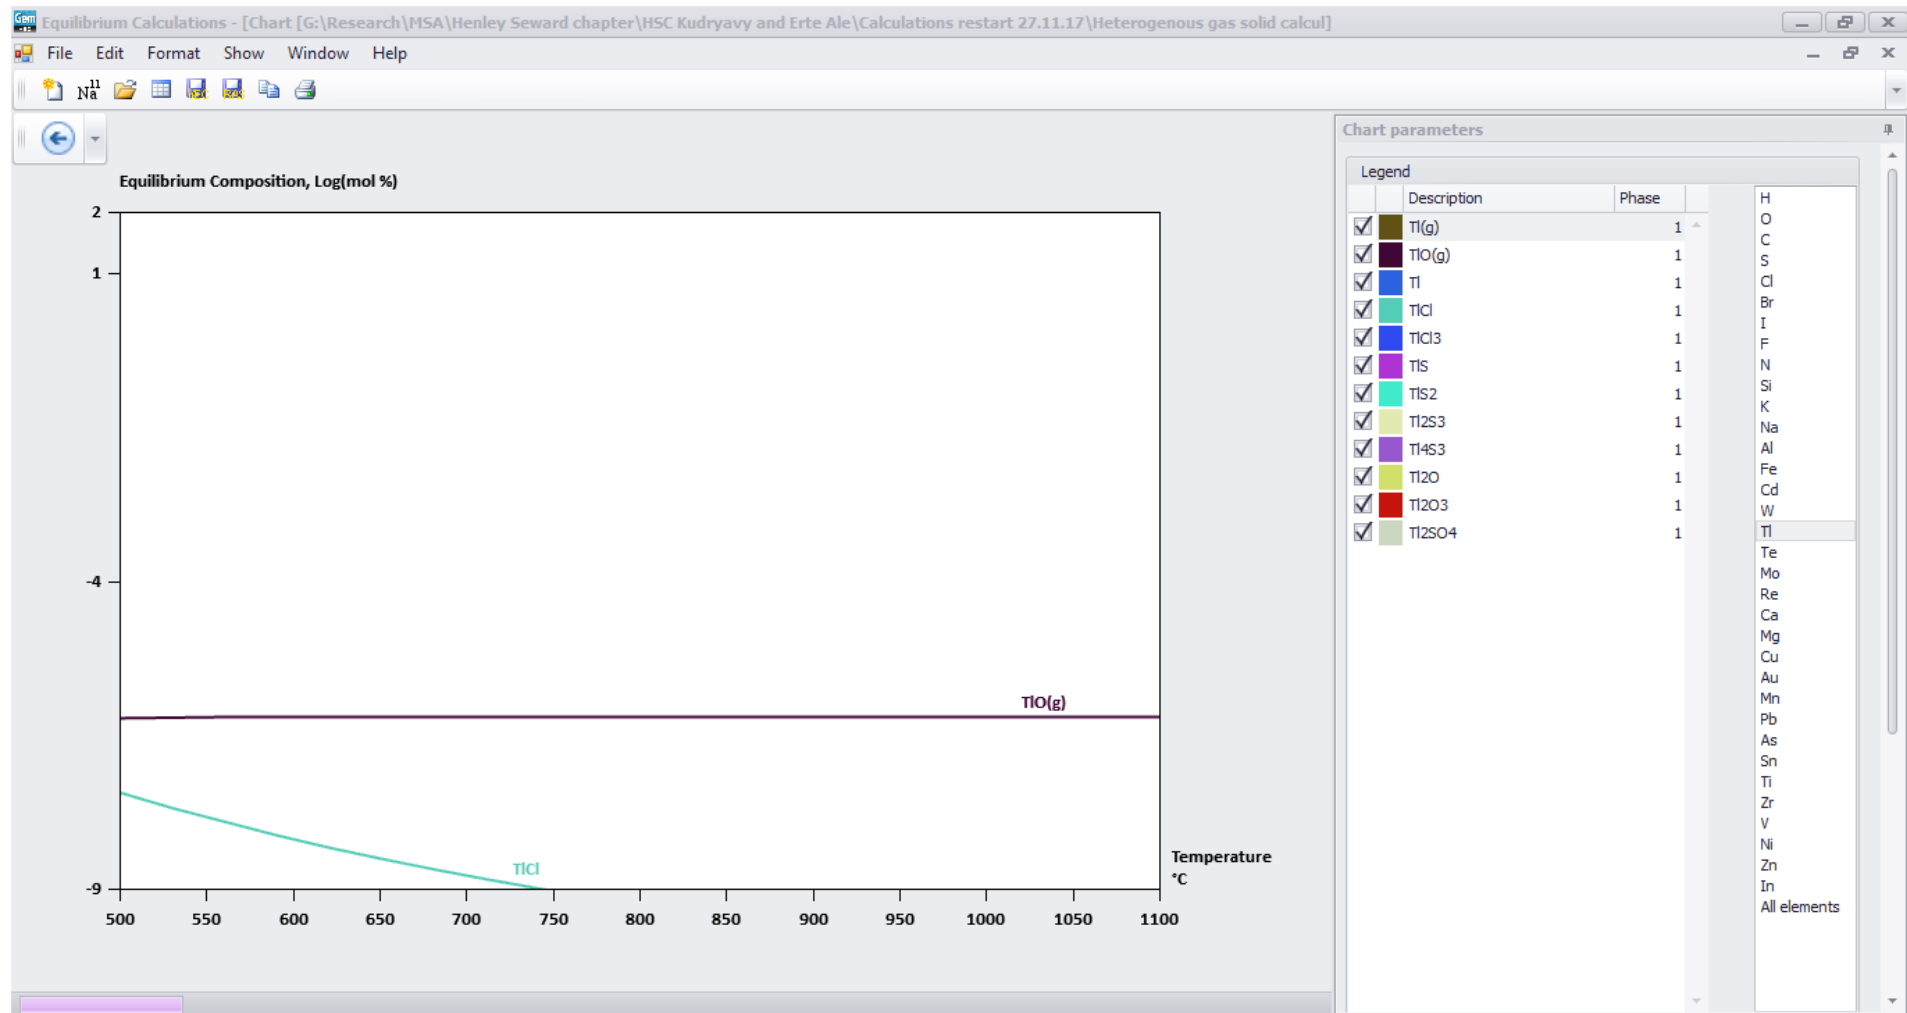 Gem
Equilibrium Calculations - [Chart [G:\Research\MSA\Henley Seward chapter\HSC Kudryavy and Erte Ale\Calculations restart 27.11.17\Heterogenous gas solid calcul]
File Edit Format Show Window Help
Na 11
Chart parameters
Legend
Description Phase
Tl(g) 1
TlO(g) 1
Tl 1
TlCl 1
TlCl3 1
TlS 1
TlS2 1
Tl2S3 1
Tl4S3 1
Tl2O 1
Tl2O3 1
Tl2SO4 1
H
O
C
S
Cl
Br
I
F
N
Si
K
Na
Al
Fe
Cd
W
Tl
Te
Mo
Re
Ca
Mg
Cu
Au
Mn
Pb
As
Sn
Ti
Zr
V
Ni
Zn
In
All elements
Equilibrium Composition, Log(mol %)
2
1
-4
-9
TlO(g)
TlCl
Temperature
°C
500 550 600 650 700 750 800 850 900 950 1000 1050 1100